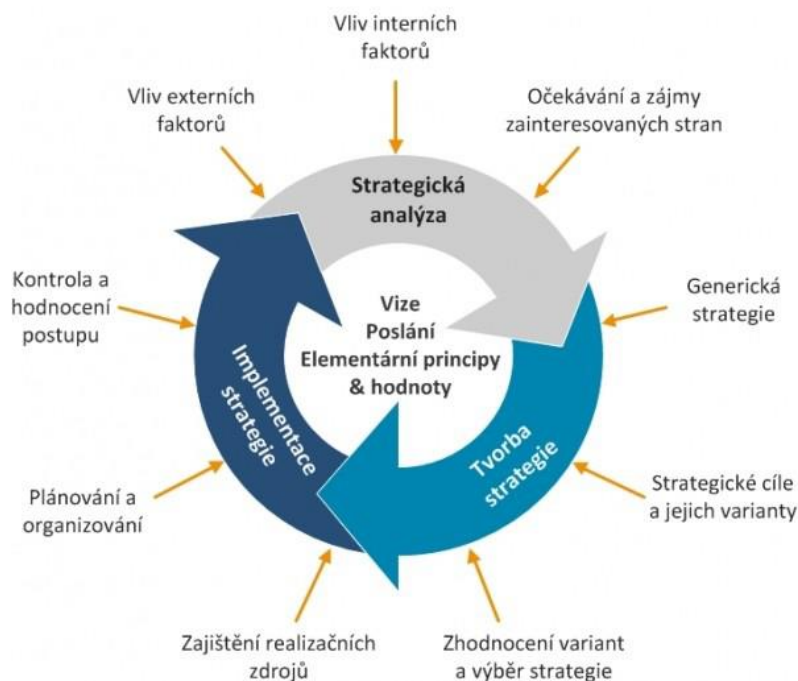 Vliv interních
faktorů
Vliv externích
faktorů
Očekávání a zájmy
zainteresovaných stran
Strategická
analýza
Kontrola a
hodnocení
postupu
Generická
strategie
Vize
Poslání
Elementární principy
& hodnoty
Implementace
strategie
Tvorba
strategie
Plánování a
organizování
Strategické cíle
a jejich varianty
Zajištění realizačních
zdrojů
Zhodnocení variant
a výběr strategie